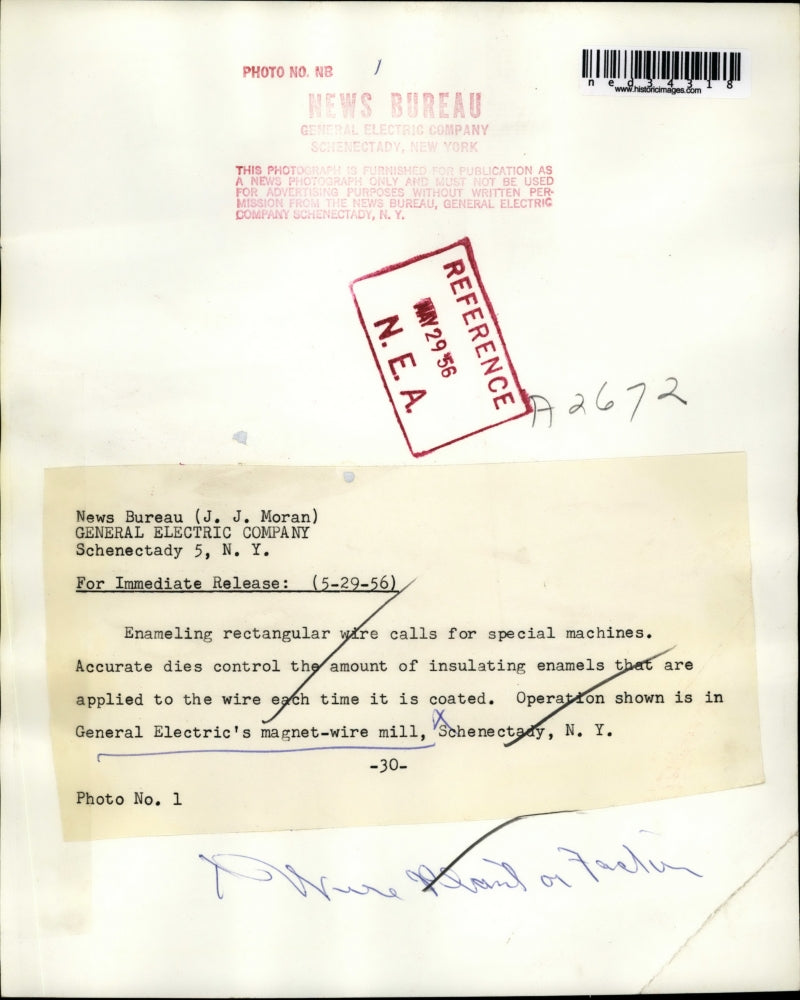 PHOTO NO. NB 1
ned34318
www.historicimages.com
NEWS BUREAU
GENERAL ELECTRIC COMPANY
SCHENECTADY, NEW YORK
THIS PHOTOGRAPH IS FURNISHED FOR PUBLICATION AS
A NEWS PHOTOGRAPH ONLY AND MUST NOT BE USED
FOR ADVERTISING PURPOSES WITHOUT WRITTEN PER-
MISSION FROM THE NEWS BUREAU, GENERAL ELECTRIC
COMPANY SCHENECTADY, N. Y.
REFERENCE
MAY 29 '56
N. E. A.
A 2672
News Bureau (J. J. Moran)
GENERAL ELECTRIC COMPANY
Schenectady 5, N. Y.
For Immediate Release: (5-29-56)
Enameling rectangular wire calls for special machines.
Accurate dies control the amount of insulating enamels that are
applied to the wire each time it is coated. Operation shown is in
General Electric's magnet-wire mill, Schenectady, N. Y.
-30-
Photo No. 1
Wire Plant or